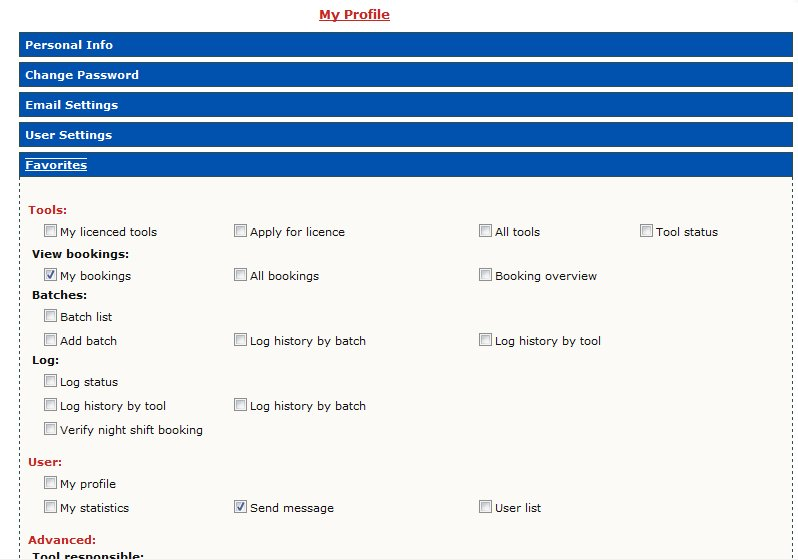 My Profile
Personal Info
Change Password
Email Settings
User Settings
Favorites
Tools:
My licenced tools Apply for licence All tools Tool status
View bookings:
My bookings All bookings Booking overview
Batches:
Batch list
Add batch Log history by batch Log history by tool
Log:
Log status
Log history by tool Log history by batch
Verify night shift booking
User:
My profile
My statistics Send message User list
Advanced:
Tool responsible: